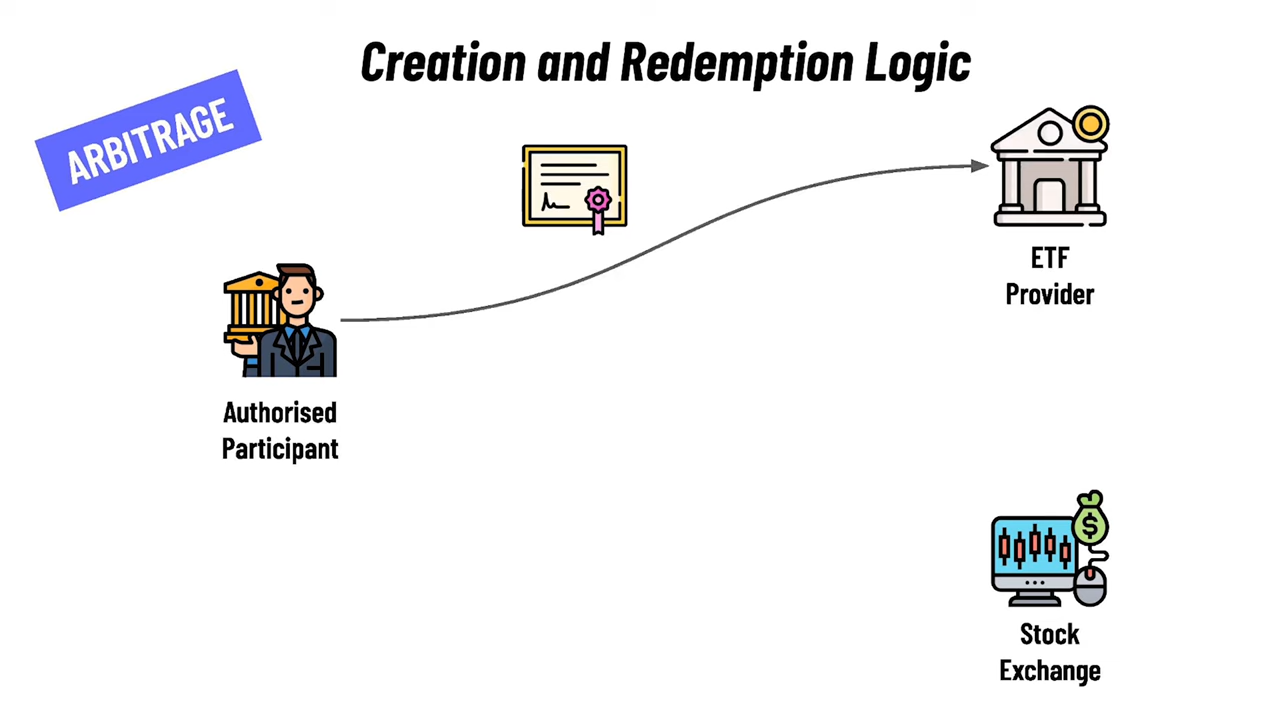 Creation and Redemption Logic
ARBITRAGE
ETF
Provider
Authorised
Participant
$
Stock
Exchange